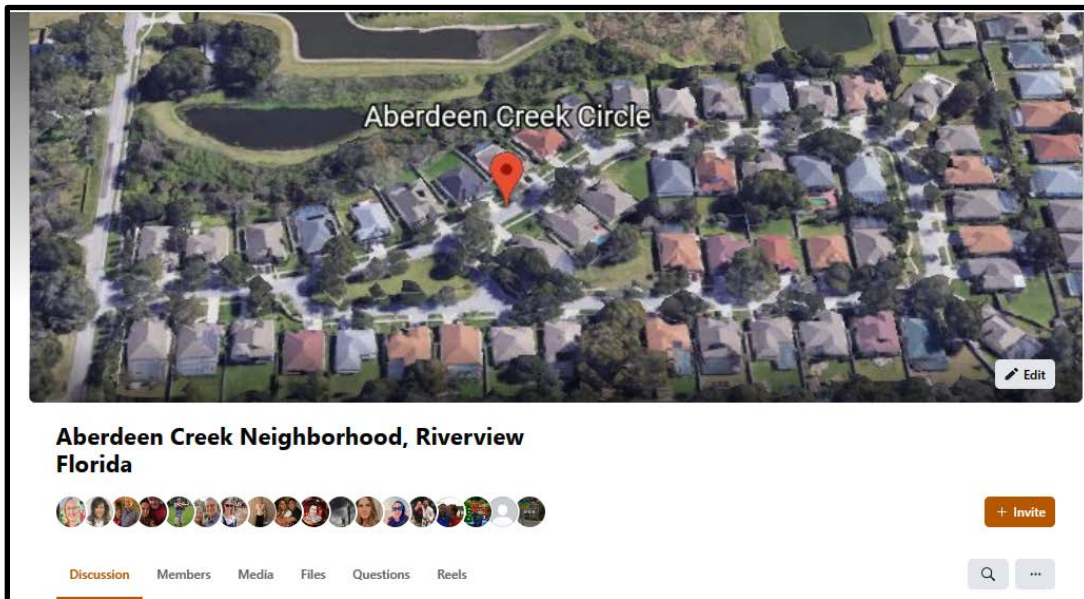 Aberdeen Creek Circle
Edit
Aberdeen Creek Neighborhood, Riverview
Florida
+ Invite
Discussion Members Media Files Questions Reels